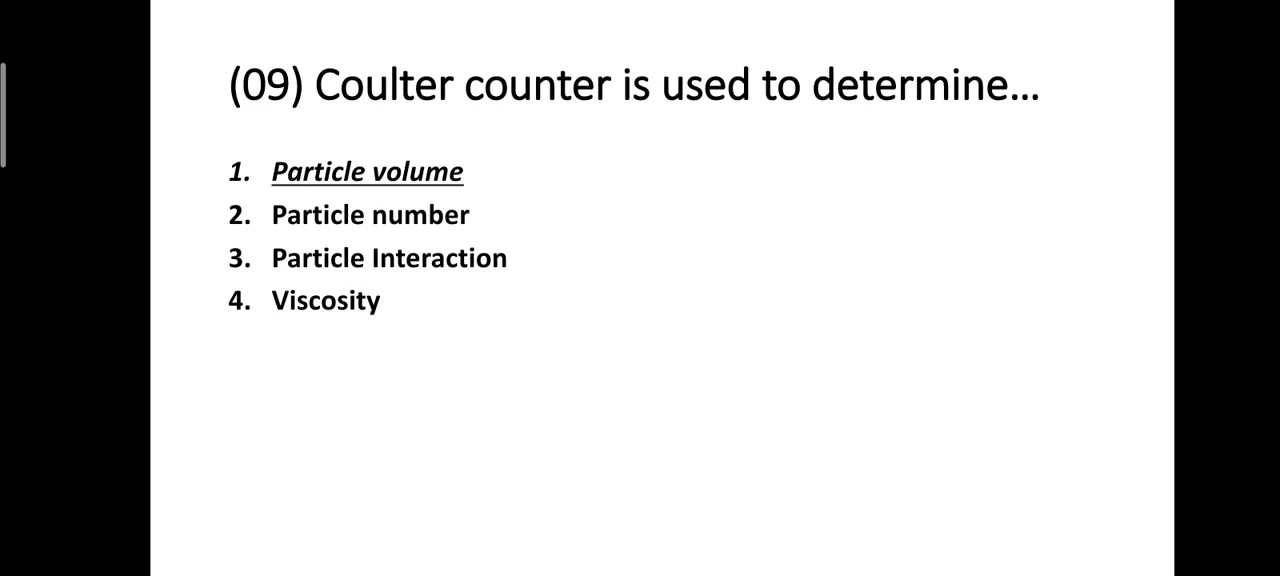 (09) Coulter counter is used to determine...
1. Particle volume
2. Particle number
3. Particle Interaction
4. Viscosity